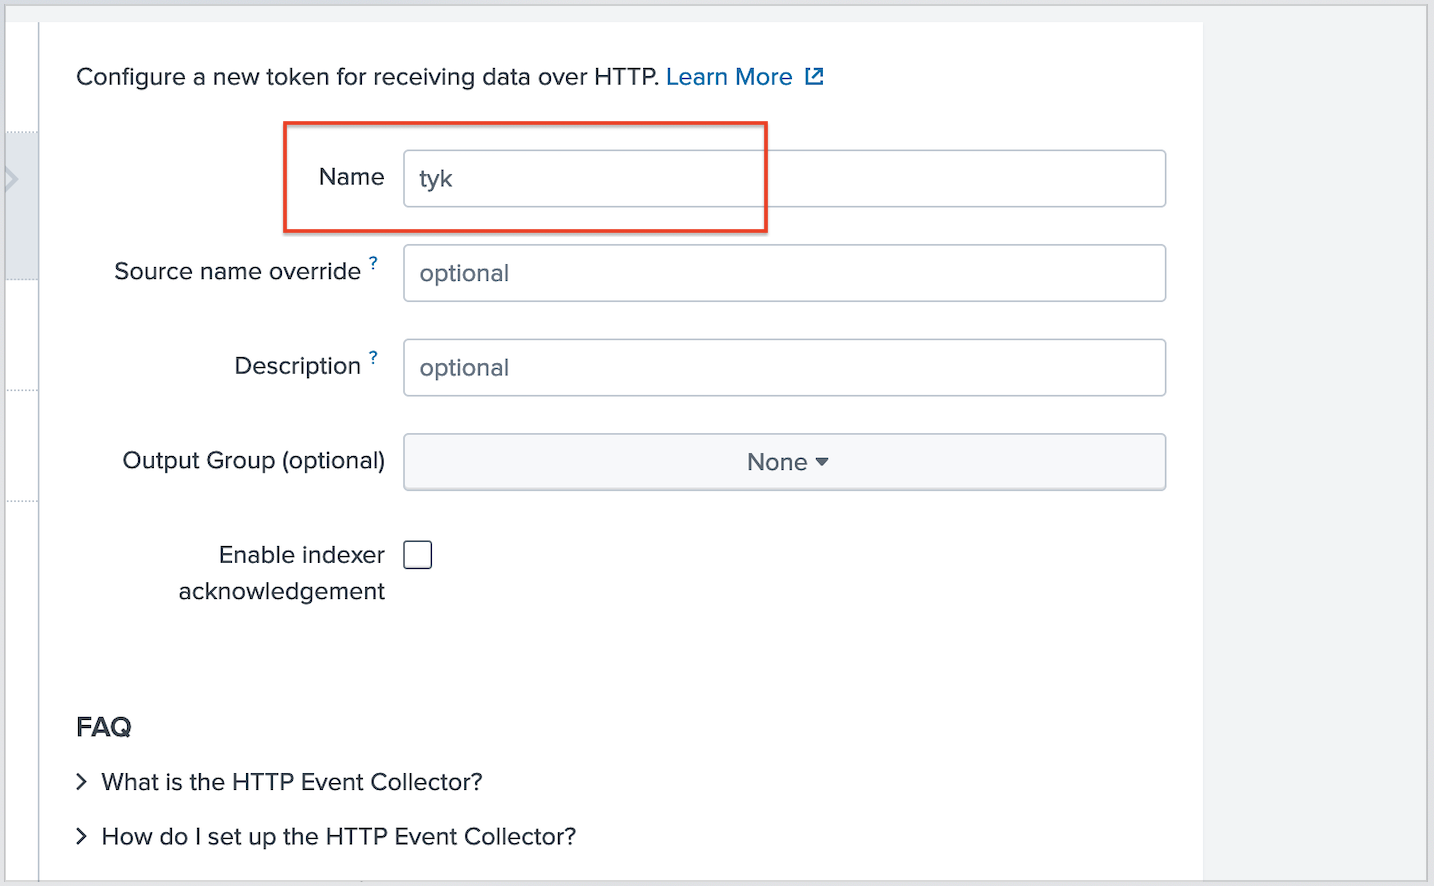 Configure a new token for receiving data over HTTP. Learn More
Name tyk
Source name override ? optional
Description ? optional
Output Group (optional) None
Enable indexer
acknowledgement
FAQ
What is the HTTP Event Collector?
How do I set up the HTTP Event Collector?